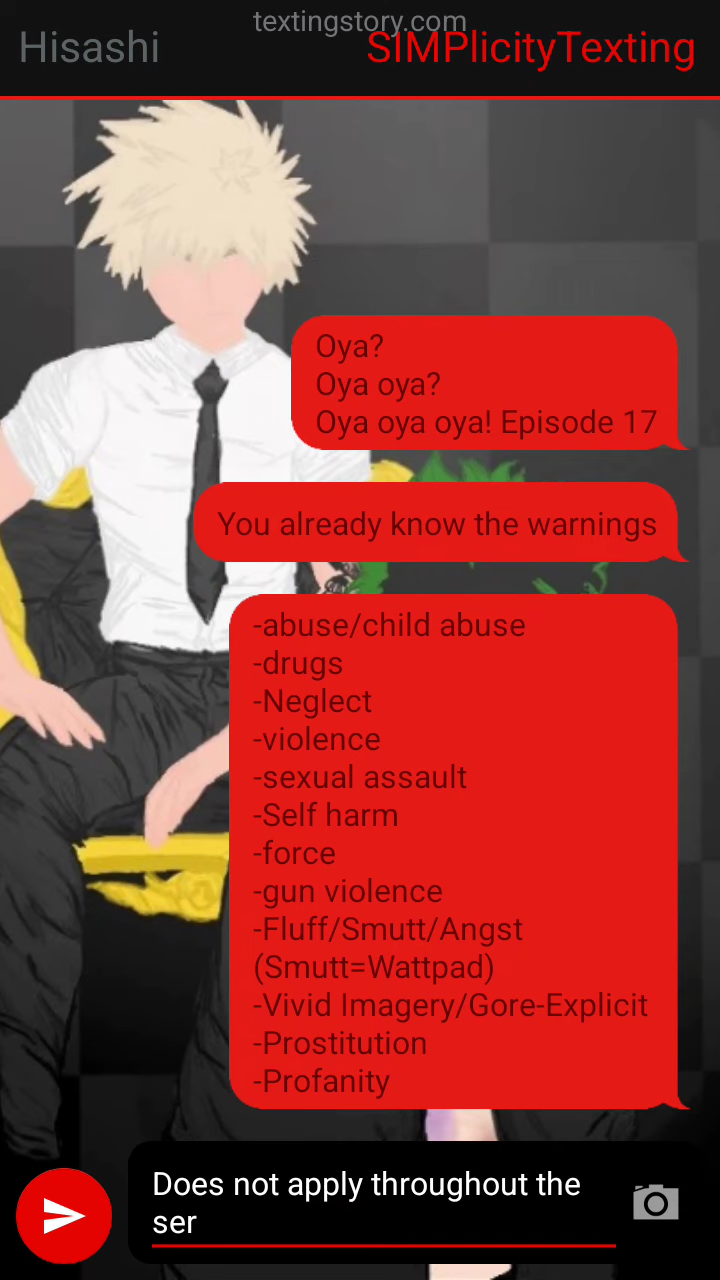 textingstory.com
Hisashi
SIMPlicityTexting
Oya?
Oya oya?
Oya oya oya! Episode 17
You already know the warnings
-abuse/child abuse
-drugs
-Neglect
-violence
-sexual assault
-Self harm
-force
-gun violence
-Fluff/Smutt/Angst
(Smutt=Wattpad)
-Vivid Imagery/Gore-Explicit
-Prostitution
-Profanity
Does not apply throughout the
ser